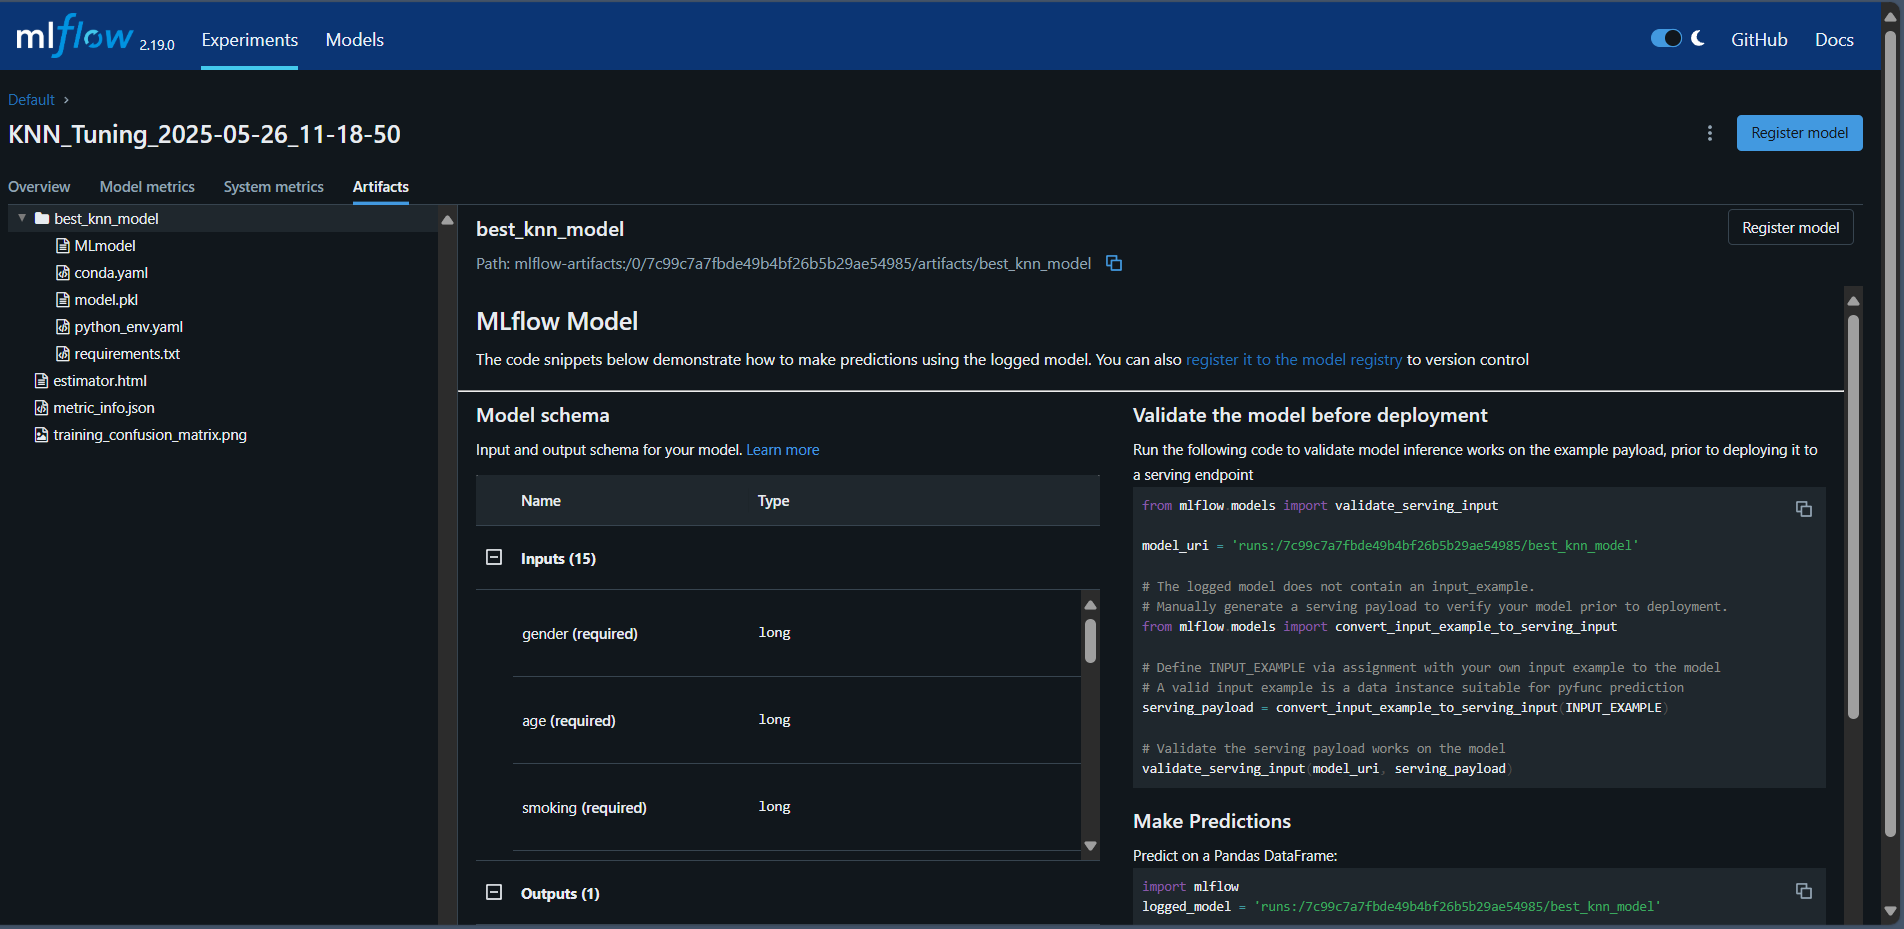 mlflow 2.19.0 Experiments Models GitHub Docs
Default ›
KNN_Tuning_2025-05-26_11-18-50
Register model
Overview Model metrics System metrics Artifacts
best_knn_model
MLmodel
conda.yaml
model.pkl
python_env.yaml
requirements.txt
estimator.html
metric_info.json
training_confusion_matrix.png
best_knn_model
Register model
Path: mlflow-artifacts:/0/7c99c7a7fbde49b4bf26b5b29ae54985/artifacts/best_knn_model
MLflow Model
The code snippets below demonstrate how to make predictions using the logged model. You can also register it to the model registry to version control
Model schema
Input and output schema for your model. Learn more
Name Type
Inputs (15)
gender (required) long
age (required) long
smoking (required) long
Outputs (1)
Validate the model before deployment
Run the following code to validate model inference works on the example payload, prior to deploying it to
a serving endpoint
from mlflow.models import validate_serving_input
model_uri = 'runs:/7c99c7a7fbde49b4bf26b5b29ae54985/best_knn_model'
# The logged model does not contain an input_example.
# Manually generate a serving payload to verify your model prior to deployment.
from mlflow.models import convert_input_example_to_serving_input
# Define INPUT_EXAMPLE via assignment with your own input example to the model
# A valid input example is a data instance suitable for pyfunc prediction
serving_payload = convert_input_example_to_serving_input(INPUT_EXAMPLE)
# Validate the serving payload works on the model
validate_serving_input(model_uri, serving_payload)
Make Predictions
Predict on a Pandas DataFrame:
import mlflow
logged_model = 'runs:/7c99c7a7fbde49b4bf26b5b29ae54985/best_knn_model'